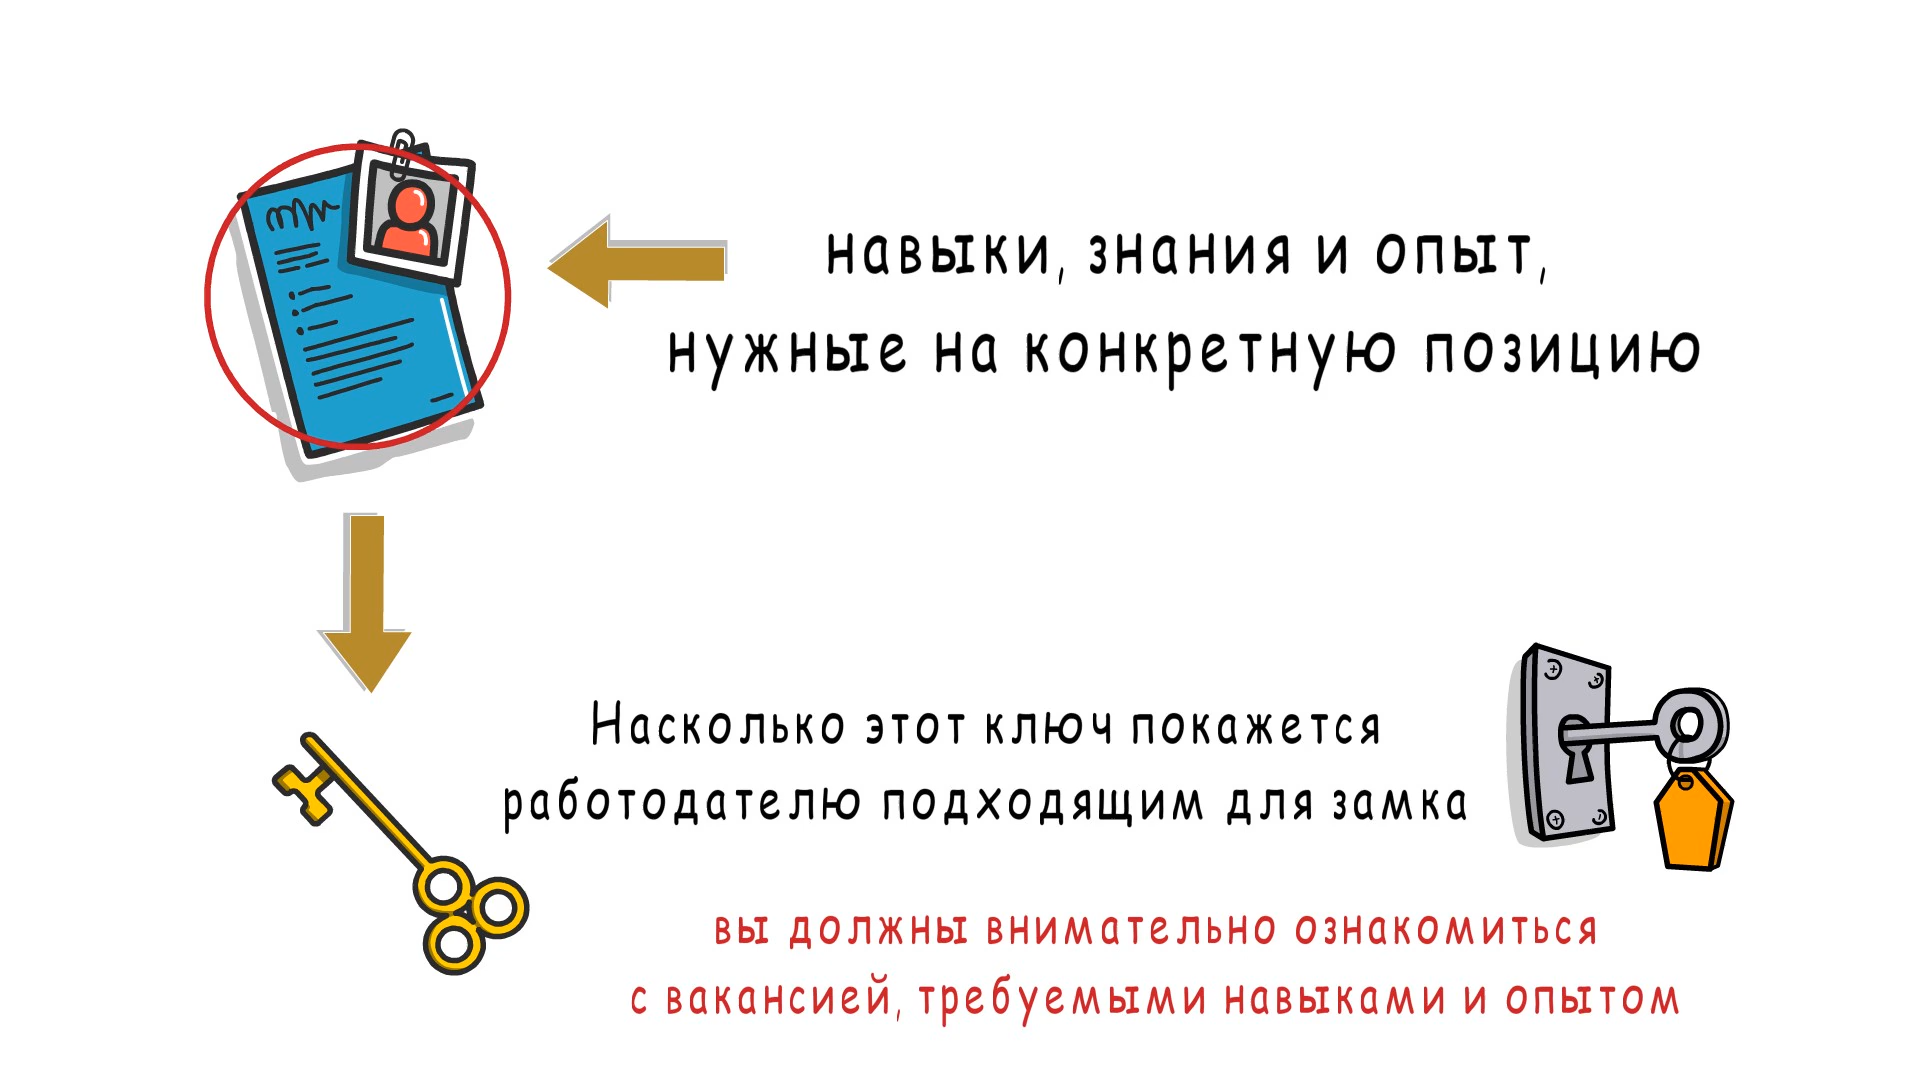 навыки, знания и опыт,
нужные на конкретную позицию
Насколько этот ключ покажется
работодателю подходящим для замка
вы должны внимательно ознакомиться
с вакансией, требуемыми навыками и опытом